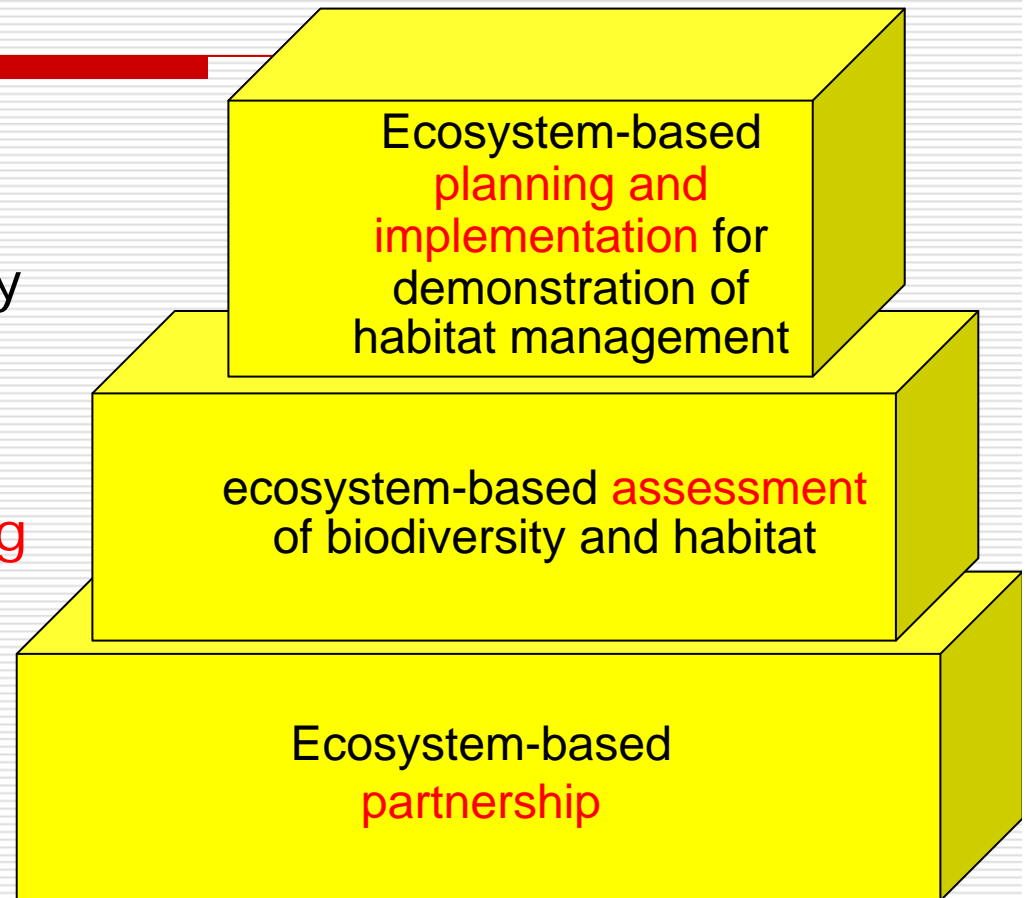 Ecosystem-based
planning and
implementation for
demonstration of
habitat management
y
ecosystem-based assessment
of biodiversity and habitat
g
Ecosystem-based
partnership